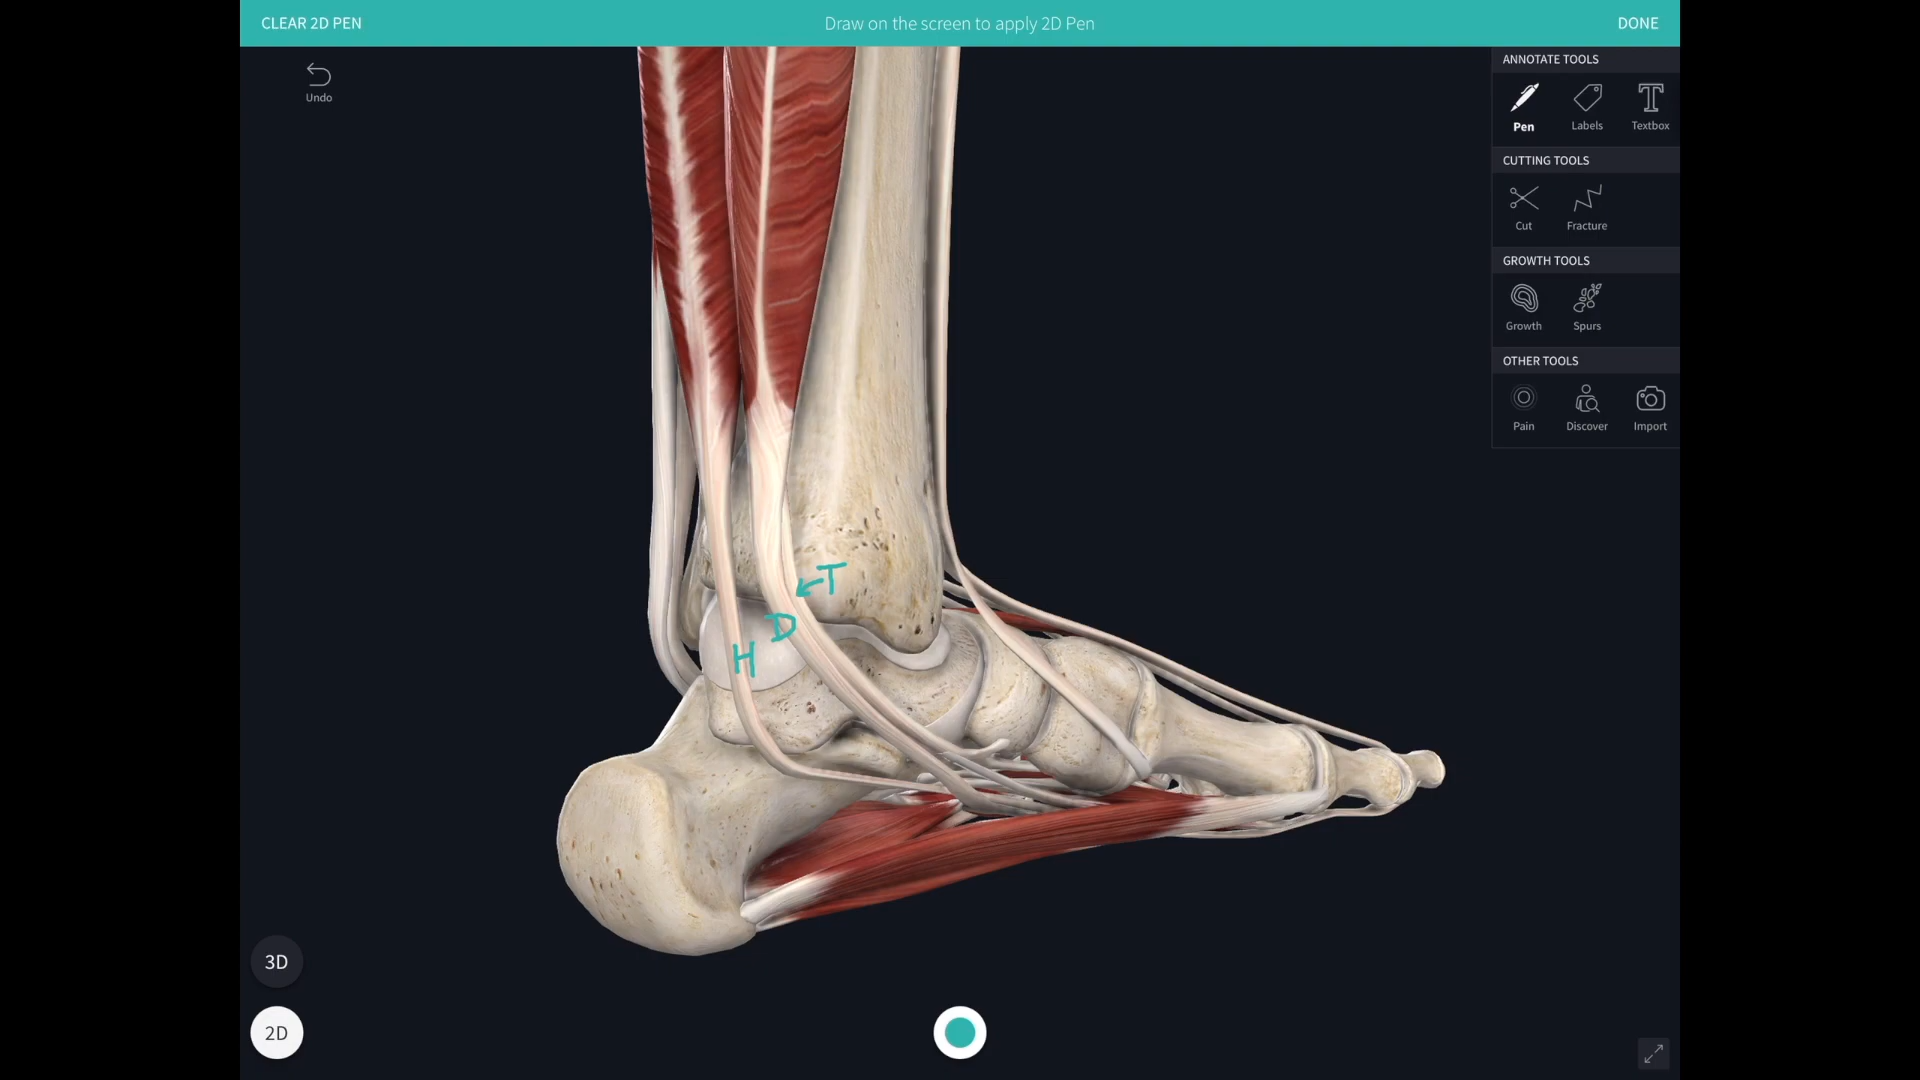 CLEAR 2D PEN
Draw on the screen to apply 2D Pen
DONE
Undo
ANNOTATE TOOLS
Pen
Labels
Textbox
CUTTING TOOLS
Cut
Fracture
GROWTH TOOLS
Growth
Spurs
OTHER TOOLS
Pain
Discover
Import
T
D
H
3D
2D